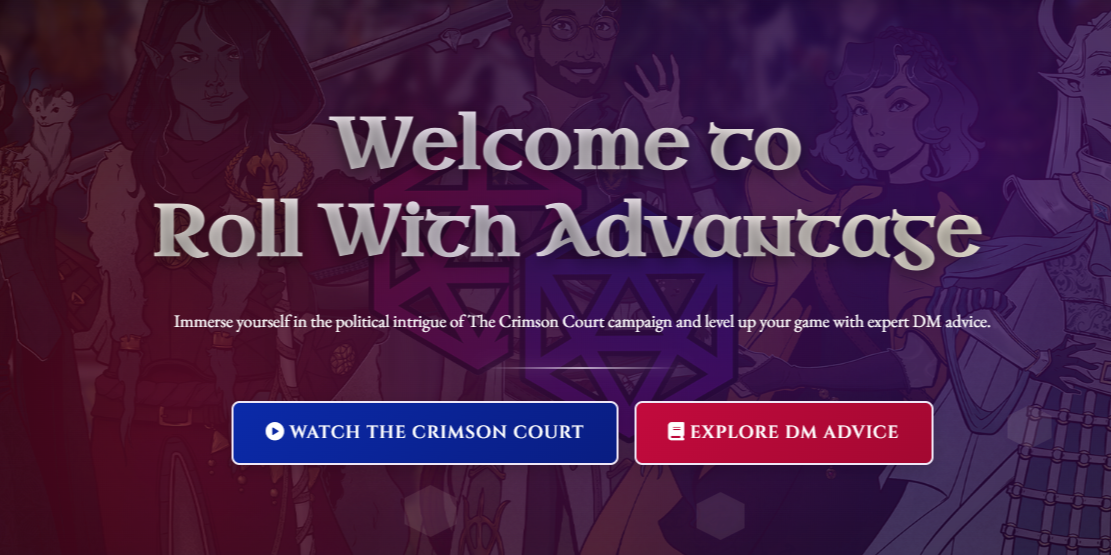 Welcome to
Roll With Advantage
Immerse yourself in the political intrigue of The Crimson Court campaign and level up your game with expert DM advice.
WATCH THE CRIMSON COURT
EXPLORE DM ADVICE